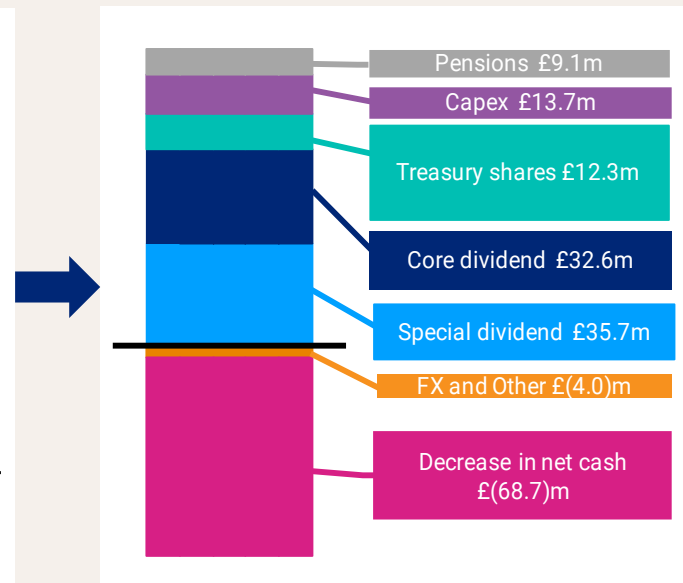 Pensions £9.1m
Capex £13.7m
Treasury shares £12.3m
Core dividend £32.6m
Special dividend £35.7m
FX and Other £(4.0)m
Decrease in net cash
£(68.7)m